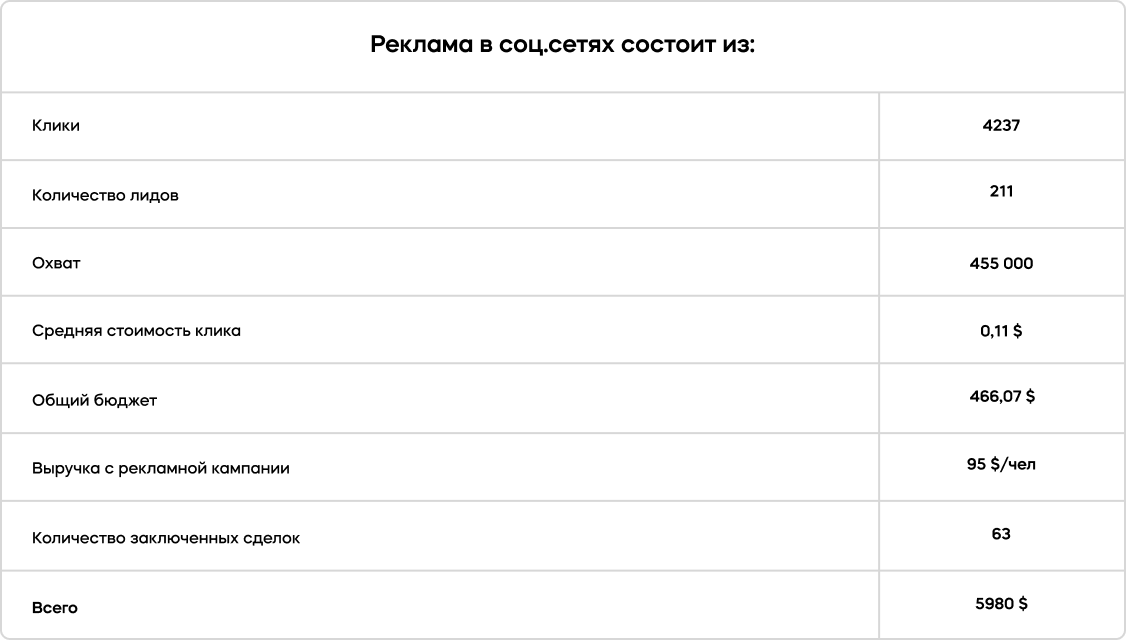 Реклама в соц.сетях состоит из:
Клики 4237
Количество лидов 211
Охват 455 000
Средняя стоимость клика 0,11 $
Общий бюджет 466,07 $
Выручка с рекламной кампании 95 $/чел
Количество заключенных сделок 63
Всего 5980 $